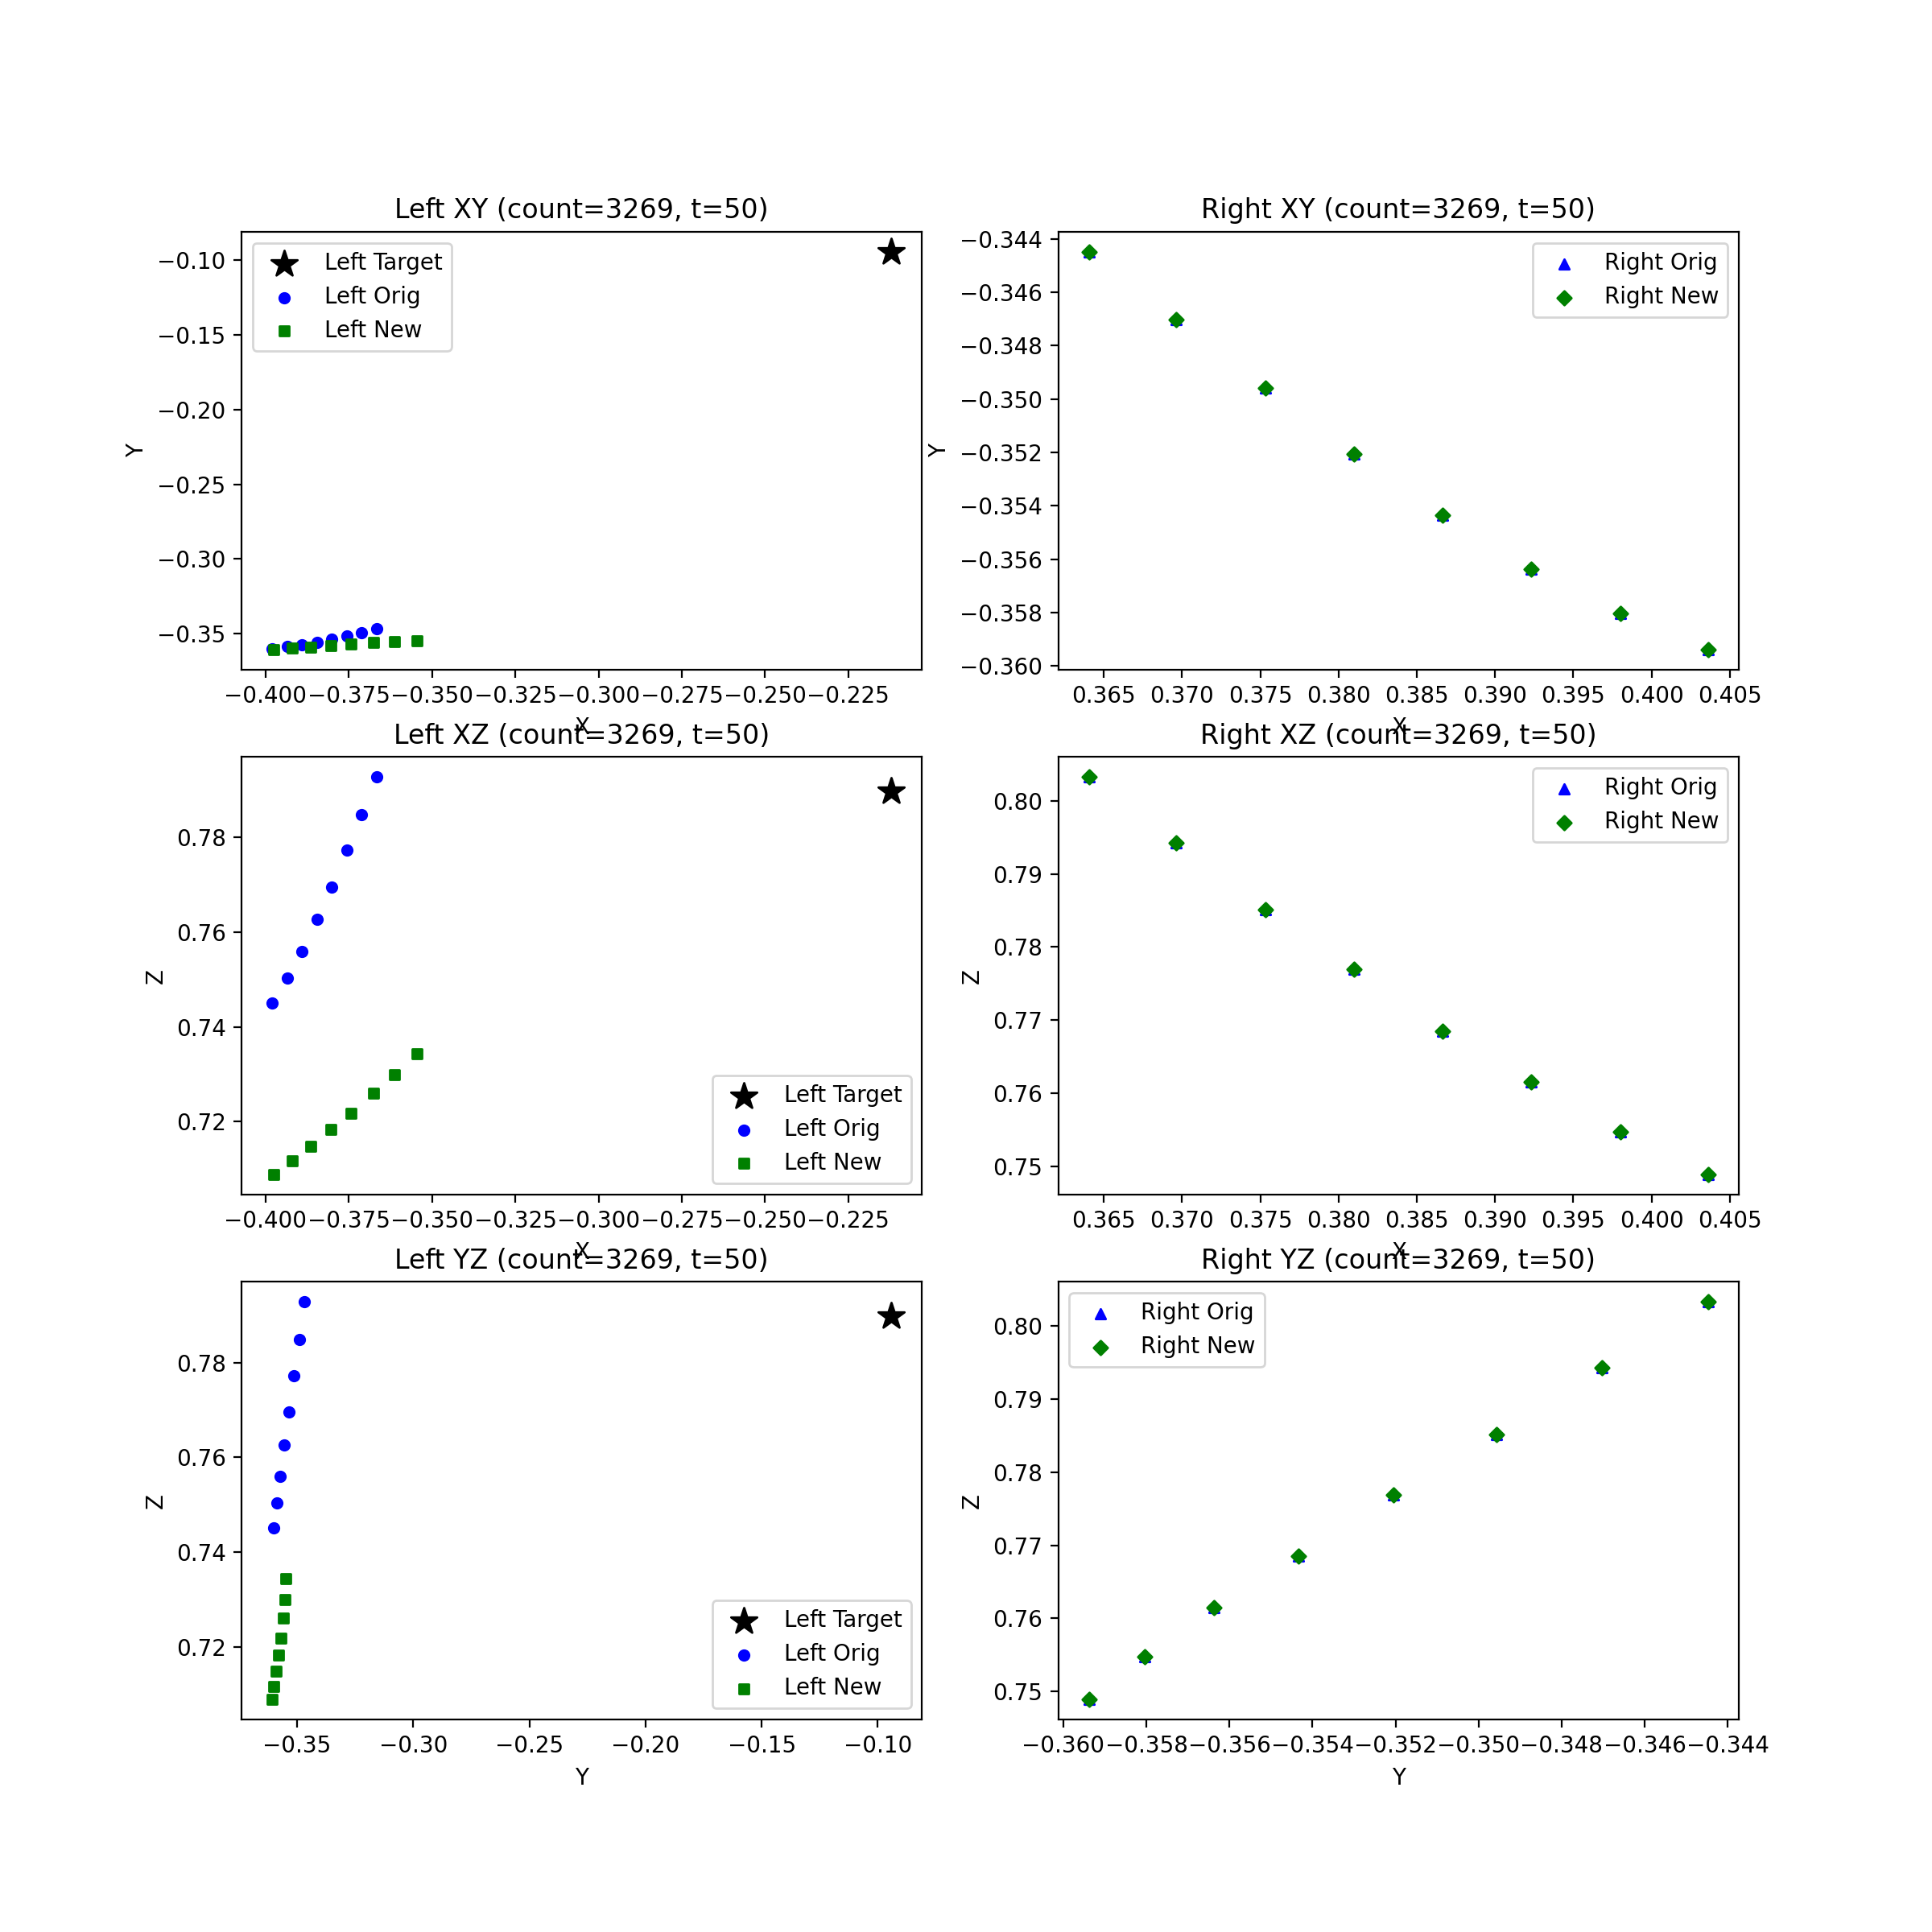 Left XY (count=3269, t=50)
Right XY (count=3269, t=50)
Left Target
Left Orig
Left New
−0.10
−0.15
−0.20
−0.25
−0.30
−0.35
Y
−0.400 −0.375 −0.350 −0.325 −0.300 −0.275 −0.250 −0.225
X
Right Orig
Right New
−0.344
−0.346
−0.348
−0.350
−0.352
−0.354
−0.356
−0.358
−0.360
Y
0.365 0.370 0.375 0.380 0.385 0.390 0.395 0.400 0.405
X
Left XZ (count=3269, t=50)
Right XZ (count=3269, t=50)
0.78
0.76
0.74
0.72
Z
Left Target
Left Orig
Left New
−0.400 −0.375 −0.350 −0.325 −0.300 −0.275 −0.250 −0.225
X
Right Orig
Right New
0.80
0.79
0.78
0.77
0.76
0.75
Z
0.365 0.370 0.375 0.380 0.385 0.390 0.395 0.400 0.405
X
Left YZ (count=3269, t=50)
Right YZ (count=3269, t=50)
0.78
0.76
0.74
0.72
Z
Left Target
Left Orig
Left New
−0.35 −0.30 −0.25 −0.20 −0.15 −0.10
Y
Right Orig
Right New
0.80
0.79
0.78
0.77
0.76
0.75
Z
−0.360 −0.358 −0.356 −0.354 −0.352 −0.350 −0.348 −0.346 −0.344
Y